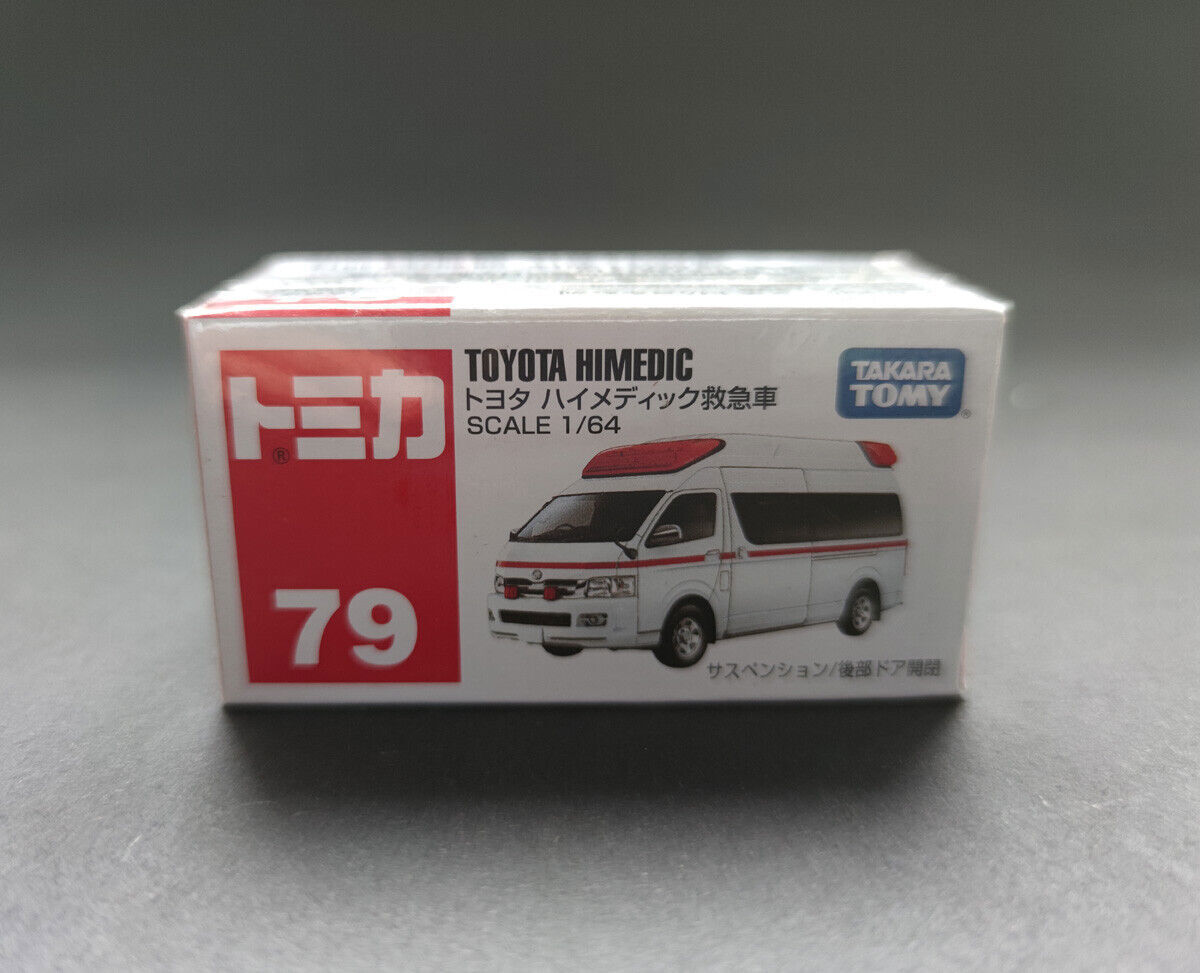 トミカ
®
79
TOYOTA HIMEDIC
トヨタ ハイメディック救急車
SCALE 1/64
TAKARA
TOMY
®
サスペンション/後部ドア開閉